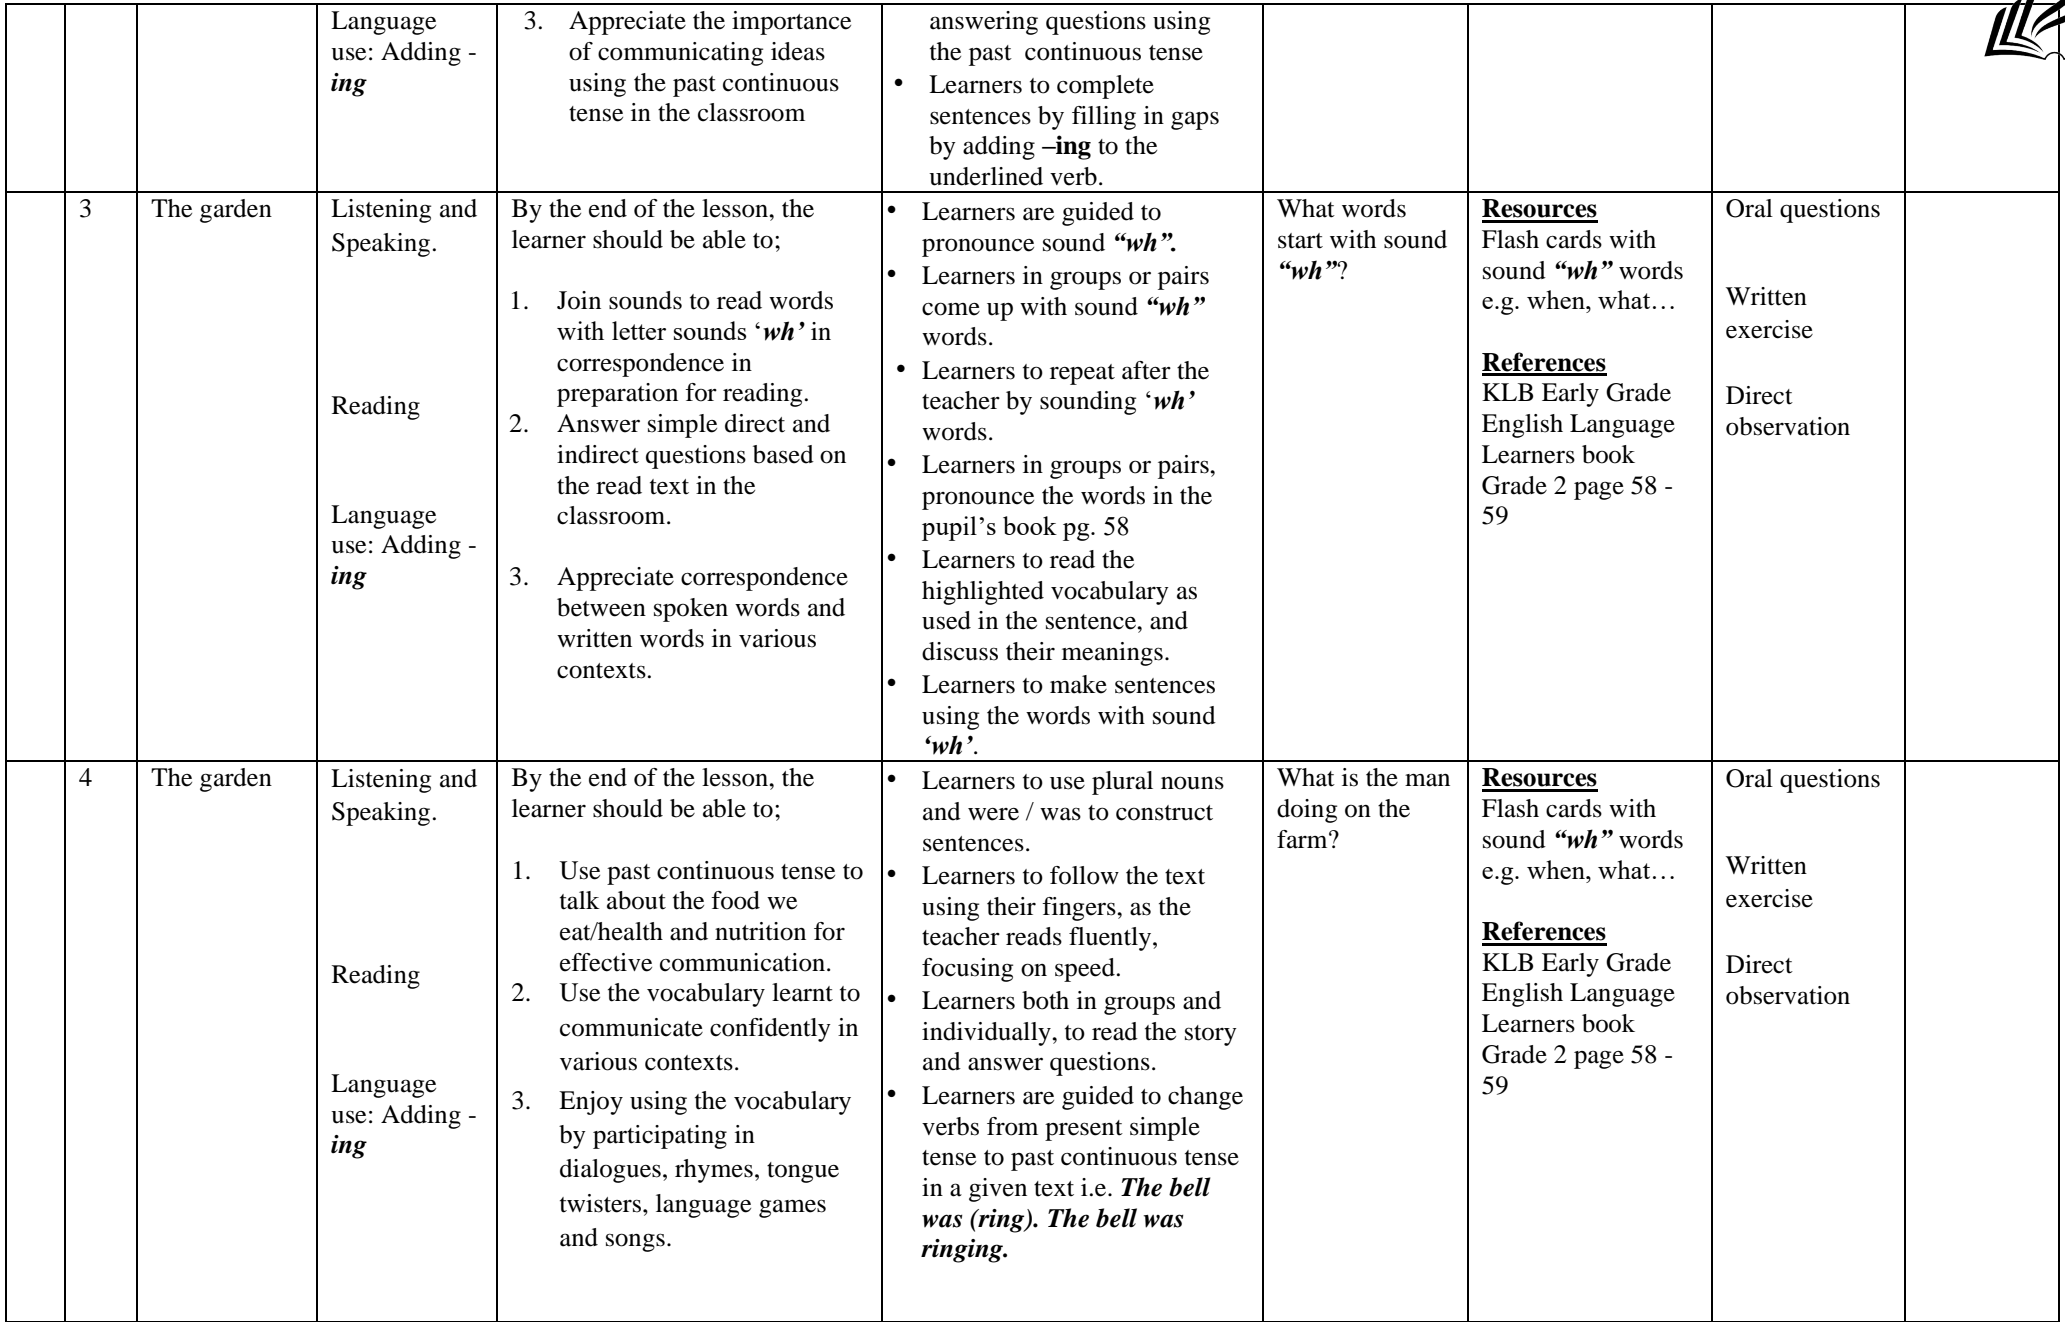 Language
use: Adding -
ing
3. Appreciate the importance
of communicating ideas
using the past continuous
tense in the classroom
answering questions using
the past continuous tense
• Learners to complete
sentences by filling in gaps
by adding –ing to the
underlined verb.
3
The garden
Listening and
Speaking.
Reading
Language
use: Adding -
ing
By the end of the lesson, the
learner should be able to;
1. Join sounds to read words
with letter sounds ‘wh’ in
correspondence in
preparation for reading.
2. Answer simple direct and
indirect questions based on
the read text in the
classroom.
3. Appreciate correspondence
between spoken words and
written words in various
contexts.
• Learners are guided to
pronounce sound “wh”.
• Learners in groups or pairs
come up with sound “wh”
words.
• Learners to repeat after the
teacher by sounding ‘wh’
words.
• Learners in groups or pairs,
pronounce the words in the
pupil’s book pg. 58
• Learners to read the
highlighted vocabulary as
used in the sentence, and
discuss their meanings.
• Learners to make sentences
using the words with sound
‘wh’.
What words
start with sound
“wh”?
Resources
Flash cards with
sound “wh” words
e.g. when, what…
References
KLB Early Grade
English Language
Learners book
Grade 2 page 58 -
59
Oral questions
Written
exercise
Direct
observation
4
The garden
Listening and
Speaking.
Reading
Language
use: Adding -
ing
By the end of the lesson, the
learner should be able to;
1. Use past continuous tense to
talk about the food we
eat/health and nutrition for
effective communication.
2. Use the vocabulary learnt to
communicate confidently in
various contexts.
3. Enjoy using the vocabulary
by participating in
dialogues, rhymes, tongue
twisters, language games
and songs.
• Learners to use plural nouns
and were / was to construct
sentences.
• Learners to follow the text
using their fingers, as the
teacher reads fluently,
focusing on speed.
• Learners both in groups and
individually, to read the story
and answer questions.
• Learners are guided to change
verbs from present simple
tense to past continuous tense
in a given text i.e. The bell
was (ring). The bell was
ringing.
What is the man
doing on the
farm?
Resources
Flash cards with
sound “wh” words
e.g. when, what…
References
KLB Early Grade
English Language
Learners book
Grade 2 page 58 -
59
Oral questions
Written
exercise
Direct
observation